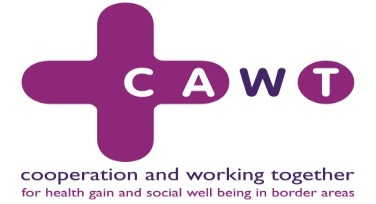 CAWT
cooperation and working together
for health gain and social well being in border areas